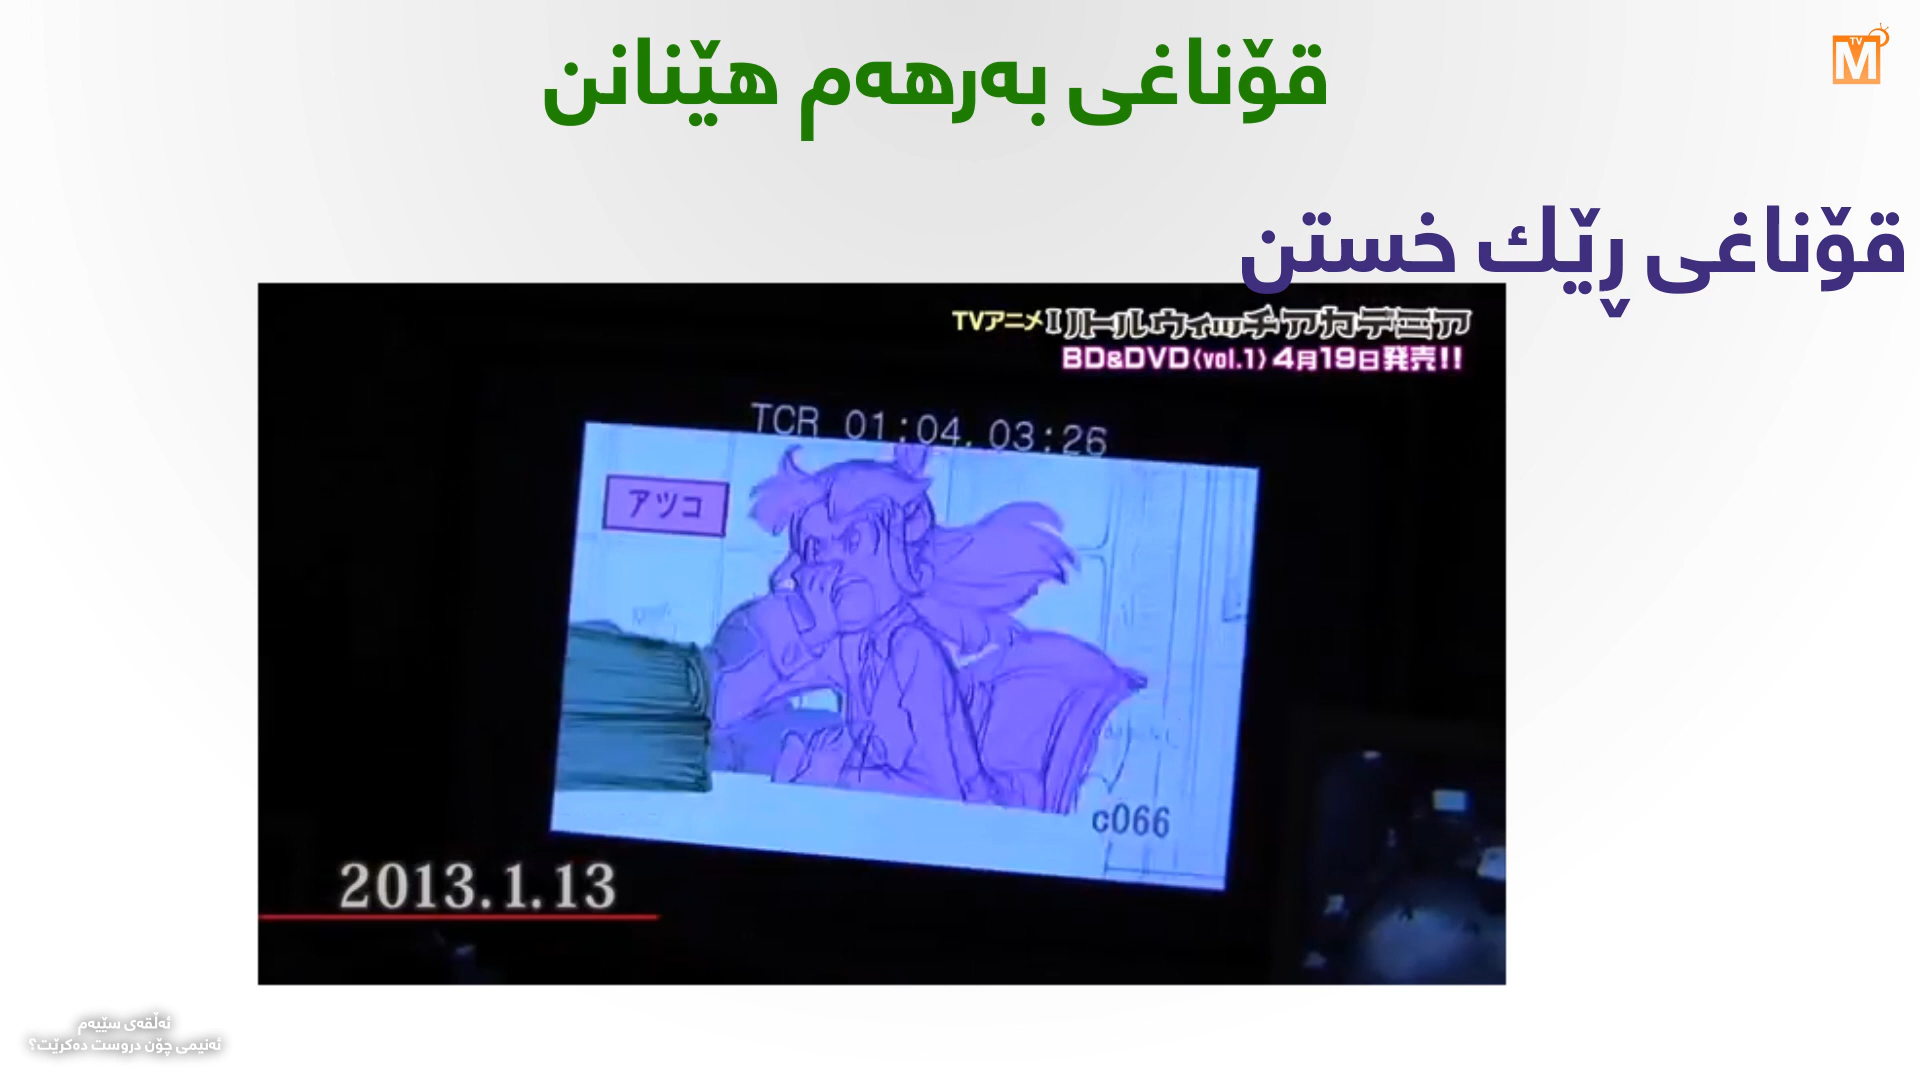 قۆناغی بەرهەم هێنانن
TV
M
قۆناغی ڕێك خستن
TVアニメ リトルウィッチアカデミア
BD&DVD〈vol.1〉4月19日発売!!
TCR 01:04.03:26
アツコ
c066
2013.1.13
ئەڵقەی سێیەم
ئەنیمی چۆن دروست دەکرێت؟